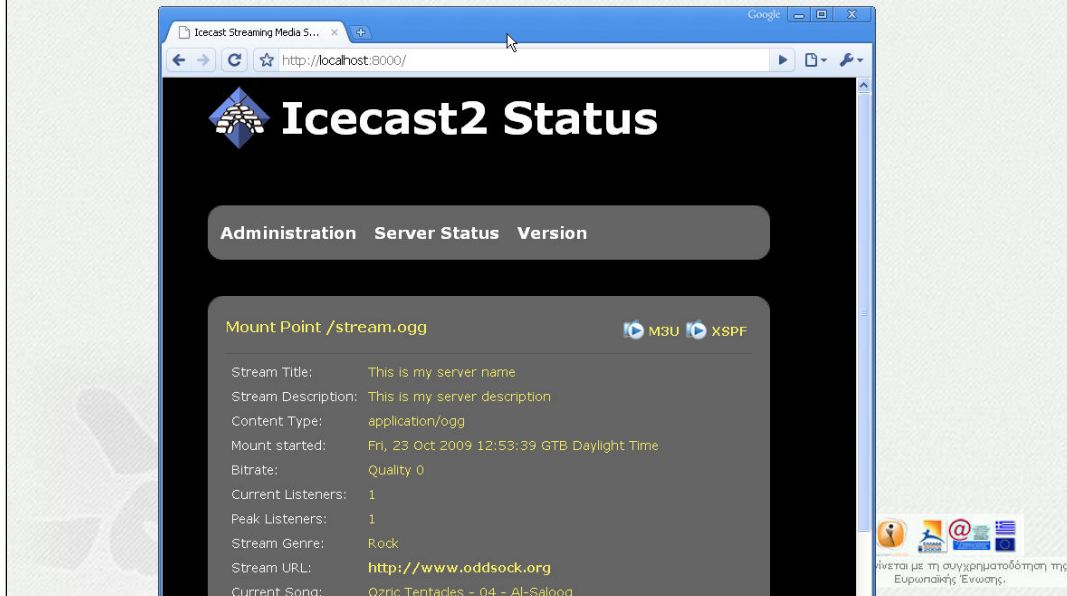 Google
Icecast Streaming Media S...
http://localhost:8000/
Icecast2 Status
Administration Server Status Version
Mount Point /stream.ogg M3U XSPF
Stream Title: This is my server name
Stream Description: This is my server description
Content Type: application/ogg
Mount started: Fri, 23 Oct 2009 12:53:39 GTB Daylight Time
Bitrate: Quality 0
Current Listeners: 1
Peak Listeners: 1
Stream Genre: Rock
Stream URL: http://www.oddsock.org
Current Song: Ozric Tentacles - 04 - Al-Saloog
με τη συγχρηματοδότηση της
Ευρωπαϊκής Ένωσης.